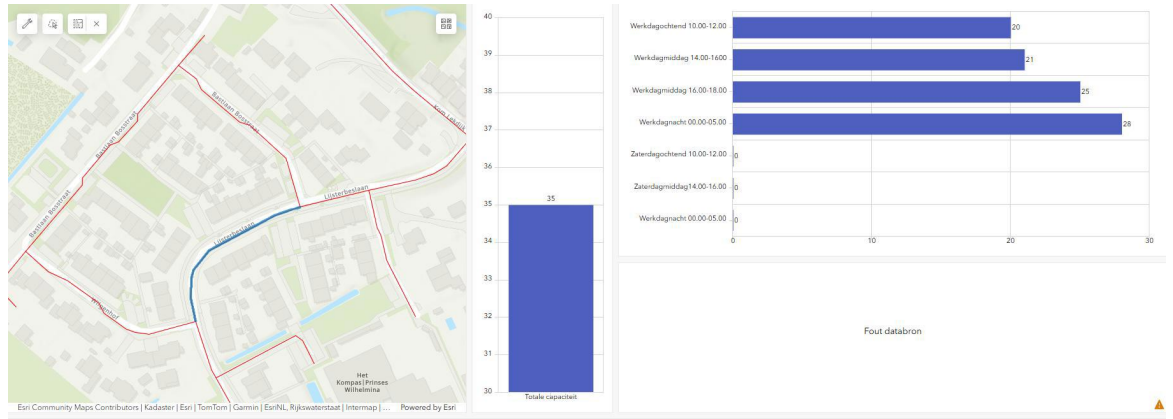 Bastiaan Bosstraat
Bastiaan Bosstraat
Bastiaan Bosstraat
Kom Lekdijk
Lijsterbeslaan
Lijsterbeslaan
Wilgenhof
Het
Kompas|Prinses
Wilhelmina
Esri Community Maps Contributors | Kadaster | Esri | TomTom | Garmin | EsriNL, Rijkswaterstaat | Intermap | ...
Powered by Esri
40
39
38
37
36
35
34
33
32
31
30
35
Totale capaciteit
Werkdagochtend 10.00-12.00
20
Werkdagmiddag 14.00-1600
21
Werkdagmiddag 16.00-18.00
25
Werkdagnacht 00.00-05.00
28
Zaterdagochtend 10.00-12.00
0
Zaterdagmiddag14.00-16.00
0
Werkdagnacht 00.00-05.00
0
0 10 20 30
Fout databron